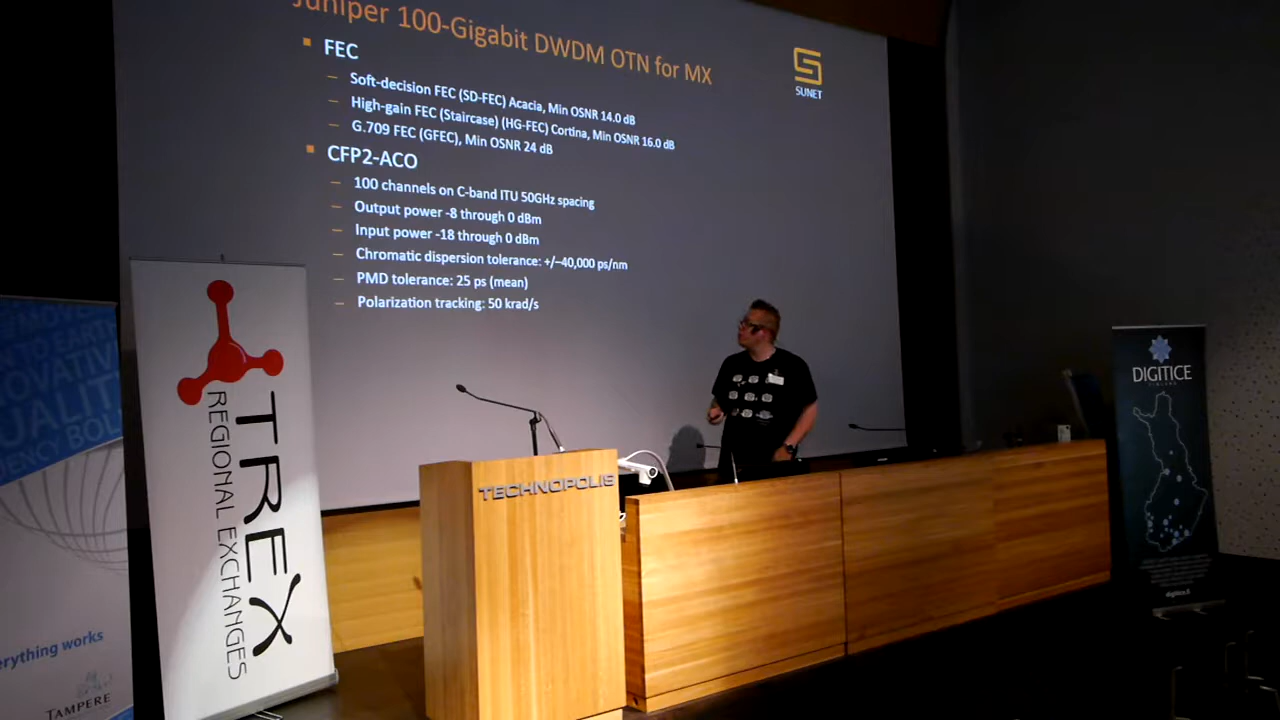 Juniper 100-Gigabit DWDM OTN for MX
FEC
– Soft-decision FEC (SD-FEC) Acacia, Min OSNR 14.0 dB
– High-gain FEC (Staircase) (HG-FEC) Cortina, Min OSNR 16.0 dB
– G.709 FEC (GFEC), Min OSNR 24 dB
CFP2-ACO
– 100 channels on C-band ITU 50GHz spacing
– Output power -8 through 0 dBm
– Input power -18 through 0 dBm
– Chromatic dispersion tolerance: +/–40,000 ps/nm
– PMD tolerance: 25 ps (mean)
– Polarization tracking: 50 krad/s
SUNET
TREX
REGIONAL EXCHANGES
TECHNOPOLIS
DIGITICE
FINLAND
works
TAMPERE